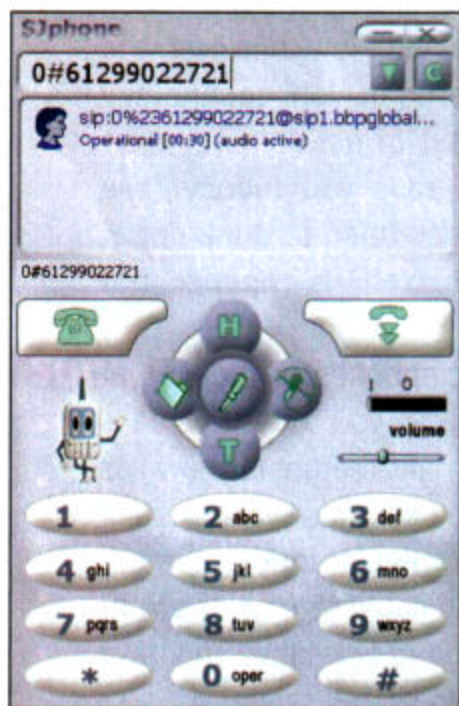 SJphone
0#61299022721
sip:0%2361299022721@sip1.bbpglobal...
Operational [00:30] (audio active)
0#61299022721
H
T
I 0
volume
1
2 abc
3 def
4 ghi
5 jkl
6 mno
7 pqrs
8 tuv
9 wxyz
*
0 oper
#